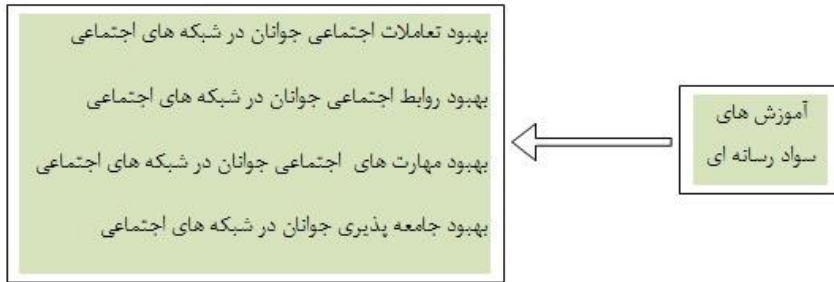 آموزش های
سواد رسانه ای
بهبود تعاملات اجتماعی جوانان در شبکه های اجتماعی
بهبود روابط اجتماعی جوانان در شبکه های اجتماعی
بهبود مهارت های اجتماعی جوانان در شبکه های اجتماعی
بهبود جامعه پذیری جوانان در شبکه های اجتماعی